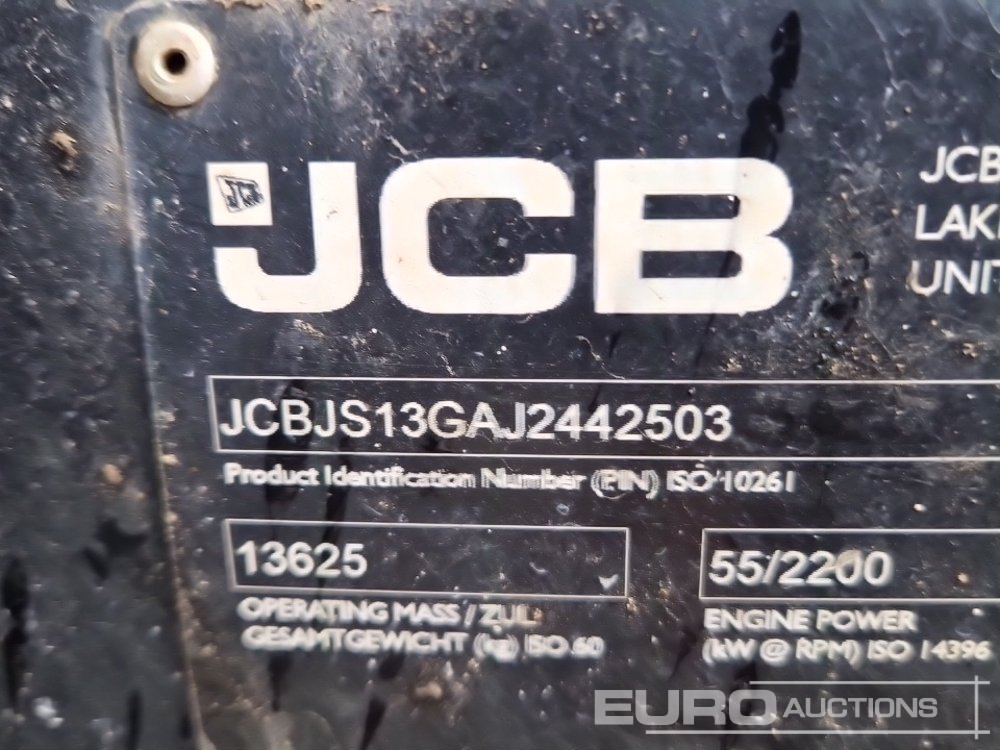 JCB
JCB
LAK
UNIT
JCBJS13GAJ2442503
Product Identification Number (PIN) ISO 10261
13625
55/2200
OPERATING MASS / ZUL.
GESAMTGEWICHT (kg) ISO 60
ENGINE POWER
(kW @ RPM) ISO 14396
EURO AUCTIONS